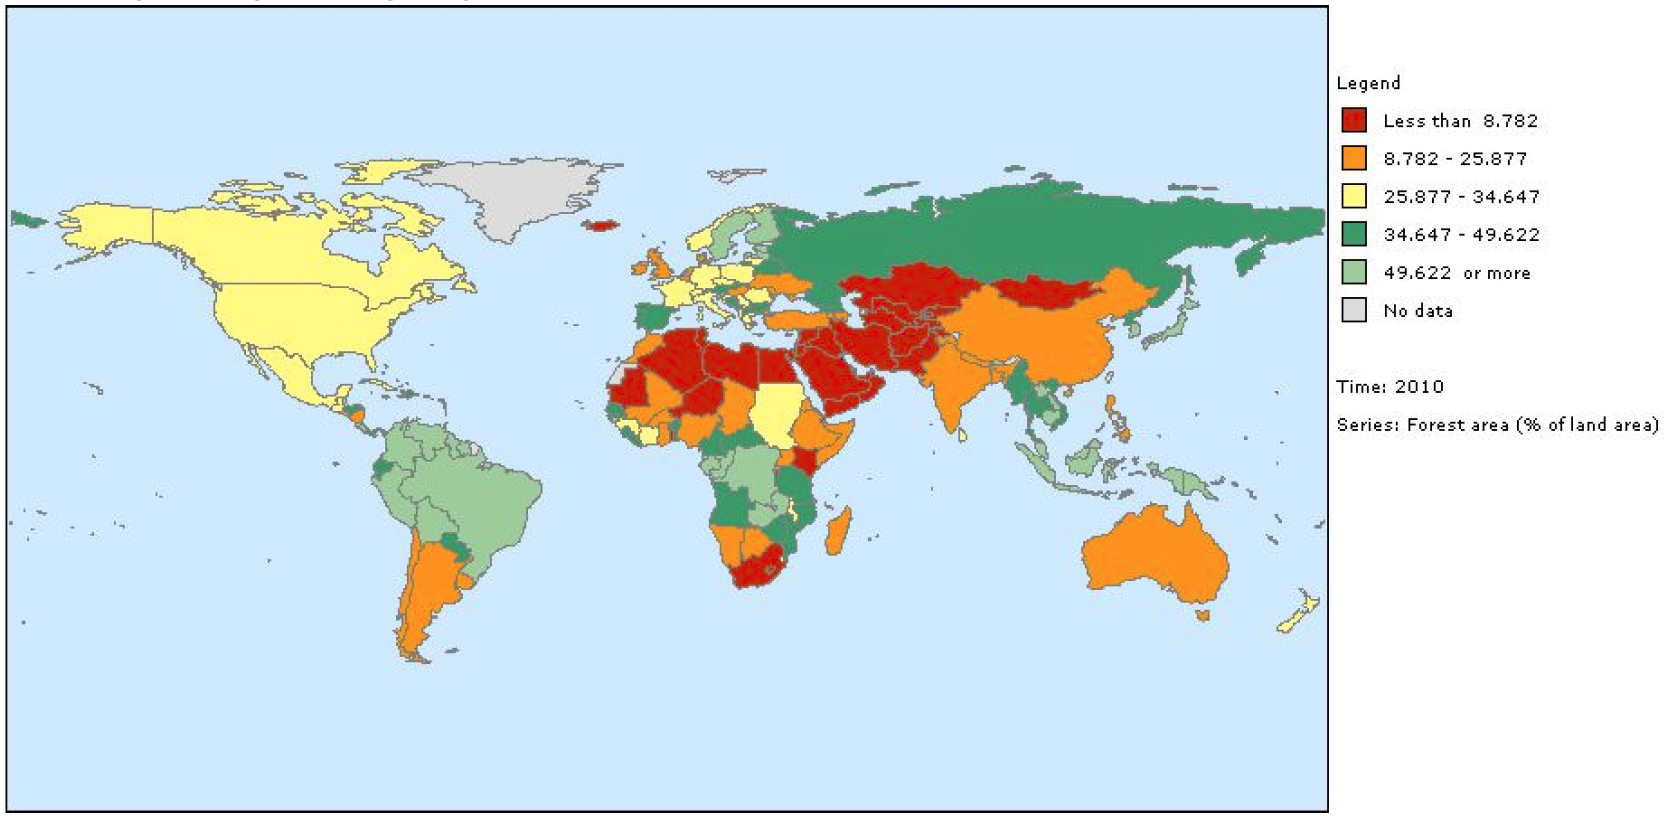 Legend
Less than 8.782
8.782 - 25.877
25.877 - 34.647
34.647 - 49.622
49.622 or more
No data
Time: 2010
Series: Forest area (% of land area)